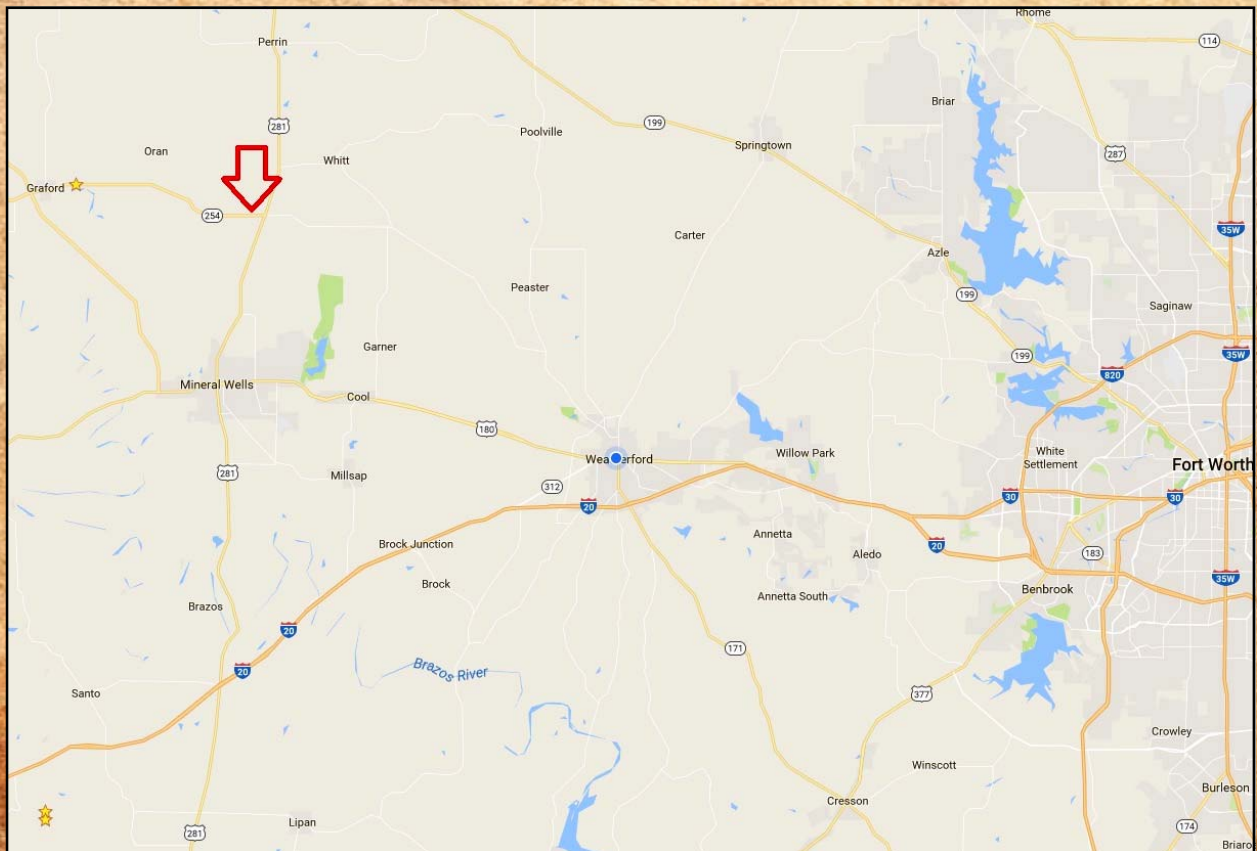 Rhome
114
Perrin
Briar
281
199
Poolville
Springtown
287
Oran
Whitt
Graford
254
35W
Carter
Azle
Peaster
199
Saginaw
Garner
199
35W
820
Mineral Wells
Cool
180
Weatherford
Willow Park
White
Settlement
Fort Worth
281
Millsap
312
20
30
30
Annetta
Brock Junction
20
Aledo
183
Brock
35W
Annetta South
Benbrook
Brazos
20
171
20
Brazos River
Santo
377
Crowley
Winscott
Burleson
Cresson
Lipan
281
174
Briaro